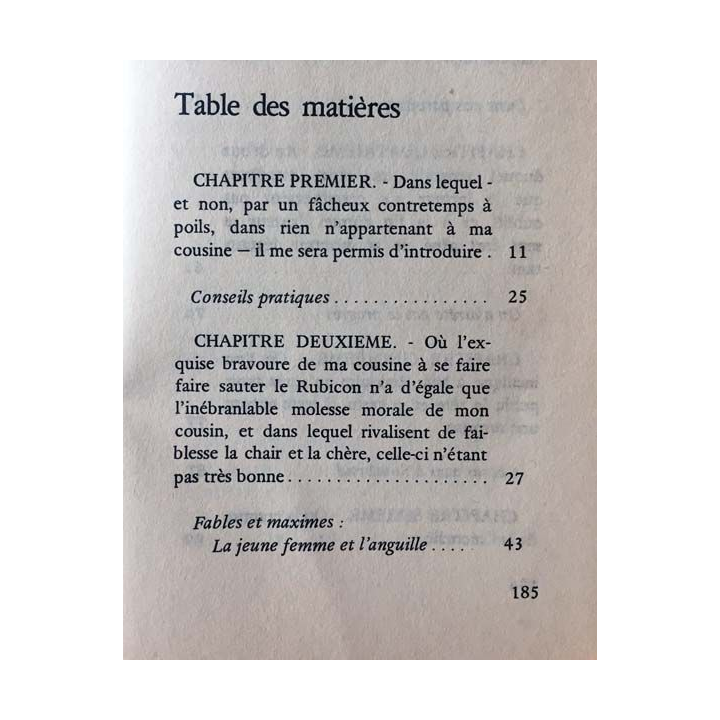 Table des matières
CHAPITRE PREMIER. - Dans lequel -
et non, par un fâcheux contretemps à
poils, dans rien n'appartenant à ma
cousine — il me sera permis d'introduire . 11
Conseils pratiques . . . . . . . . . . . . . . . . 25
CHAPITRE DEUXIEME. - Où l'ex-
quise bravoure de ma cousine à se faire
faire sauter le Rubicon n'a d'égale que
l'inébranlable molesse morale de mon
cousin, et dans lequel rivalisent de fai-
blesse la chair et la chère, celle-ci n'étant
pas très bonne . . . . . . . . . . . . . . . . . . . . 27
Fables et maximes :
La jeune femme et l'anguille . . . . 43
185